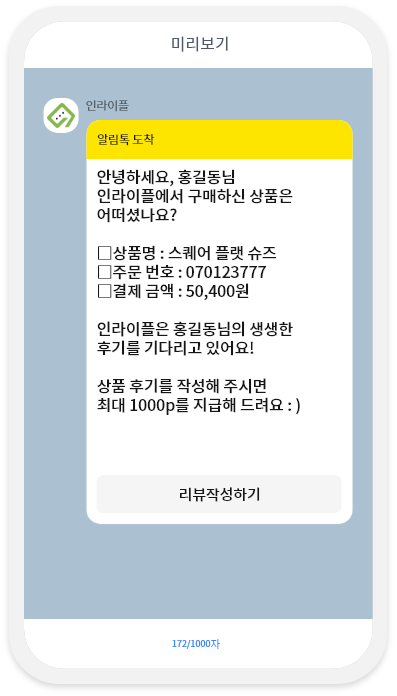 미리보기
인라이플
알림톡 도착
안녕하세요, 홍길동님
인라이플에서 구매하신 상품은
어떠셨나요?
□상품명 : 스퀘어 플랫 슈즈
□주문 번호 : 070123777
□결제 금액 : 50,400원
인라이플은 홍길동님의 생생한
후기를 기다리고 있어요!
상품 후기를 작성해 주시면
최대 1000p를 지급해 드려요 : )
리뷰작성하기
172/1000자